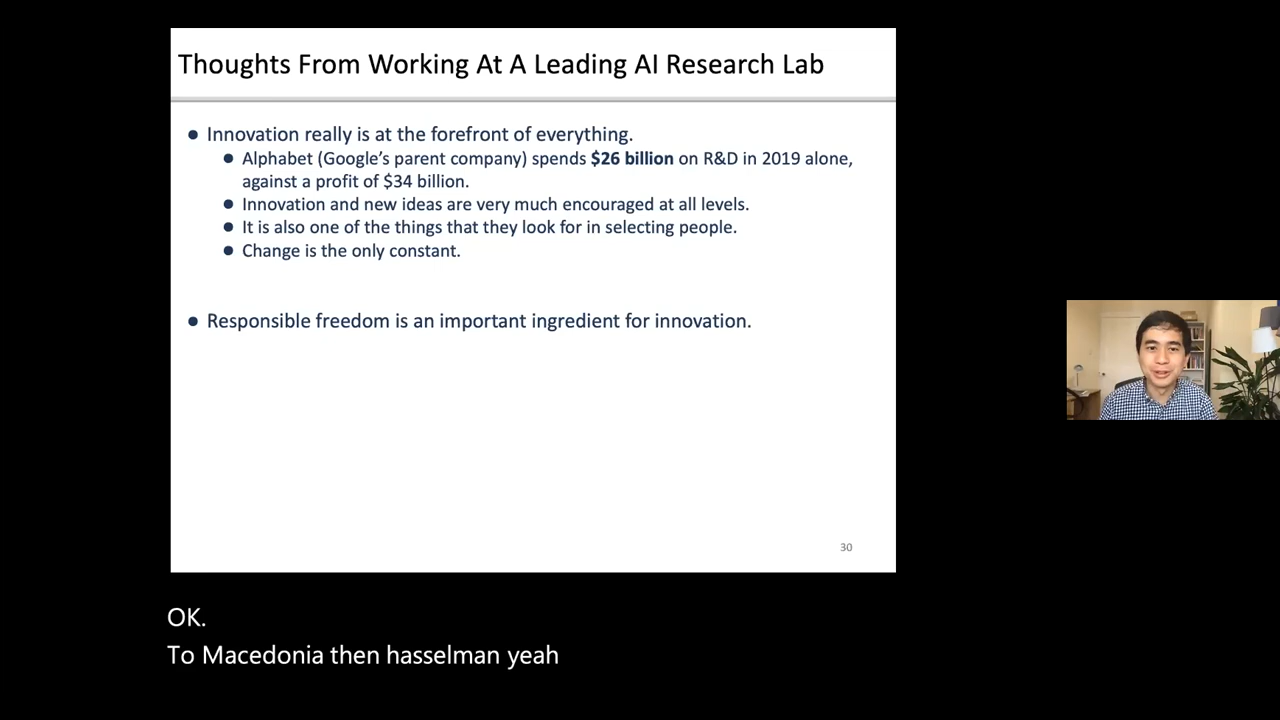 Thoughts From Working At A Leading AI Research Lab
● Innovation really is at the forefront of everything.
● Alphabet (Google’s parent company) spends $26 billion on R&D in 2019 alone,
against a profit of $34 billion.
● Innovation and new ideas are very much encouraged at all levels.
● It is also one of the things that they look for in selecting people.
● Change is the only constant.
● Responsible freedom is an important ingredient for innovation.
30
OK.
To Macedonia then hasselman yeah